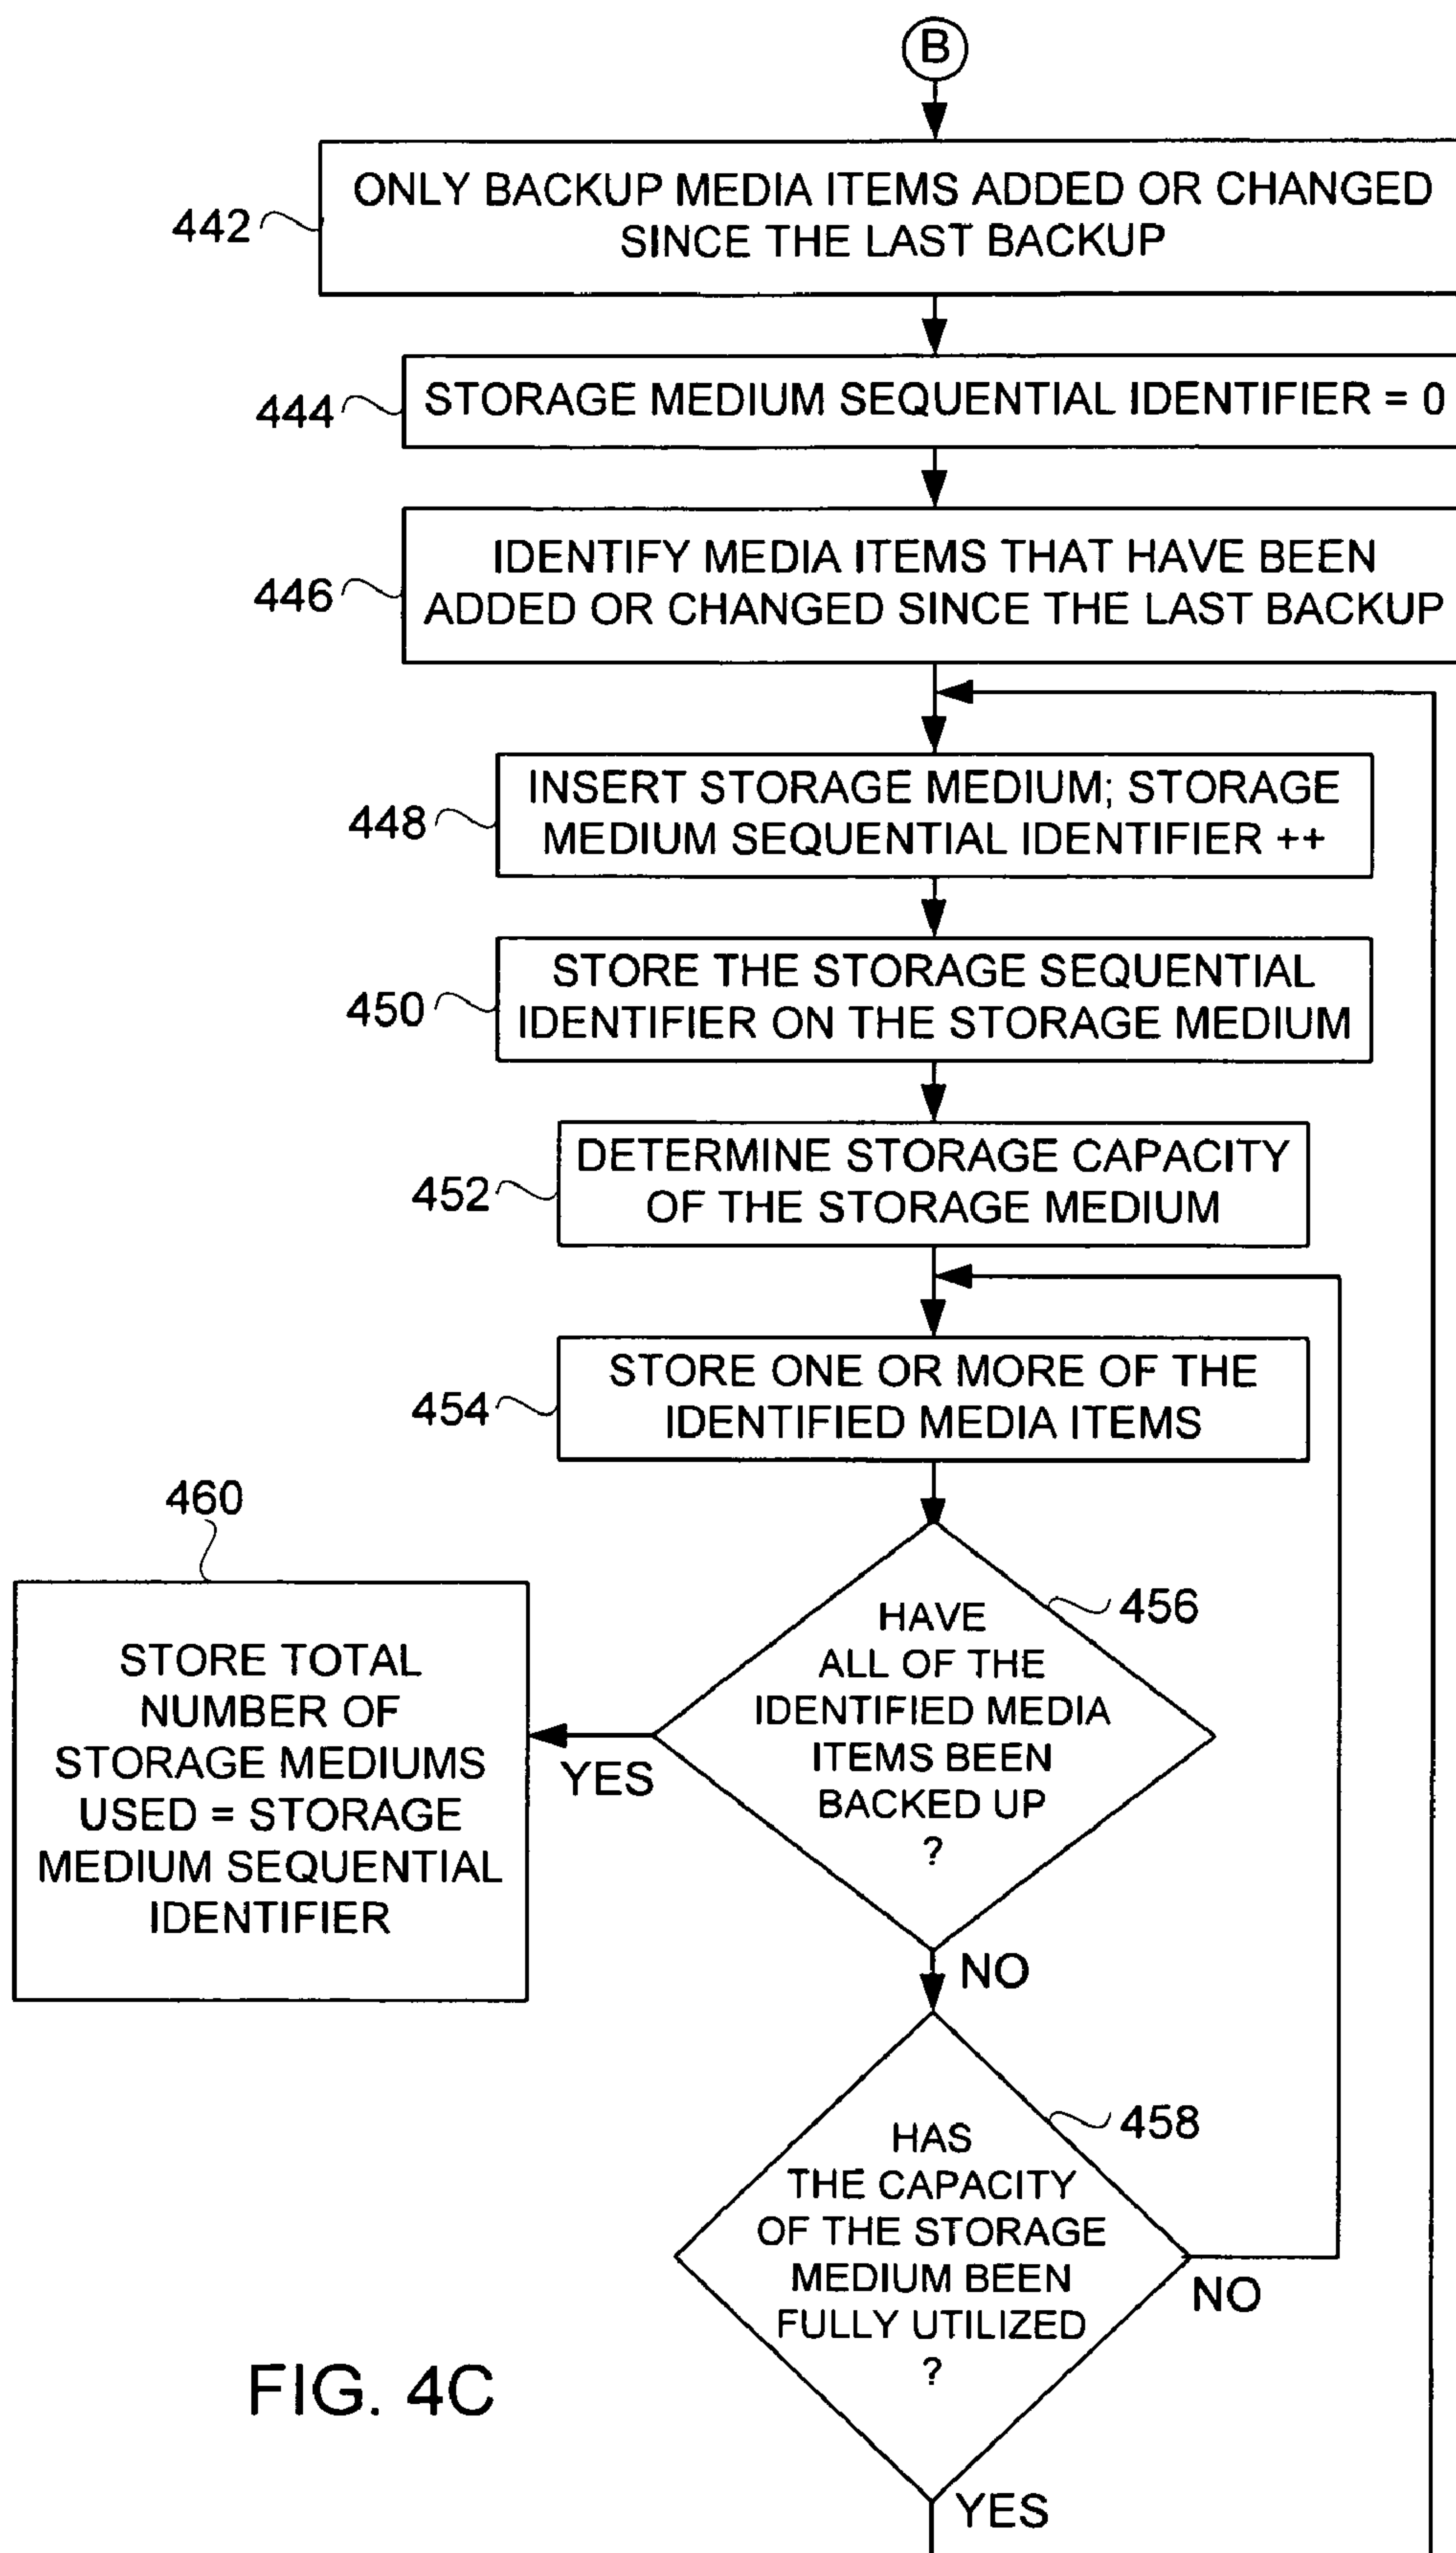 B
ONLY BACKUP MEDIA ITEMS ADDED OR CHANGED
SINCE THE LAST BACKUP
442
STORAGE MEDIUM SEQUENTIAL IDENTIFIER = 0
444
IDENTIFY MEDIA ITEMS THAT HAVE BEEN
ADDED OR CHANGED SINCE THE LAST BACKUP
446
INSERT STORAGE MEDIUM; STORAGE
MEDIUM SEQUENTIAL IDENTIFIER ++
448
STORE THE STORAGE SEQUENTIAL
IDENTIFIER ON THE STORAGE MEDIUM
450
DETERMINE STORAGE CAPACITY
OF THE STORAGE MEDIUM
452
STORE ONE OR MORE OF THE
IDENTIFIED MEDIA ITEMS
454
460
STORE TOTAL
NUMBER OF
STORAGE MEDIUMS
USED = STORAGE
MEDIUM SEQUENTIAL
IDENTIFIER
YES
HAVE
ALL OF THE
IDENTIFIED MEDIA
ITEMS BEEN
BACKED UP
?
456
NO
HAS
THE CAPACITY
OF THE STORAGE
MEDIUM BEEN
FULLY UTILIZED
?
458
NO
YES
FIG. 4C